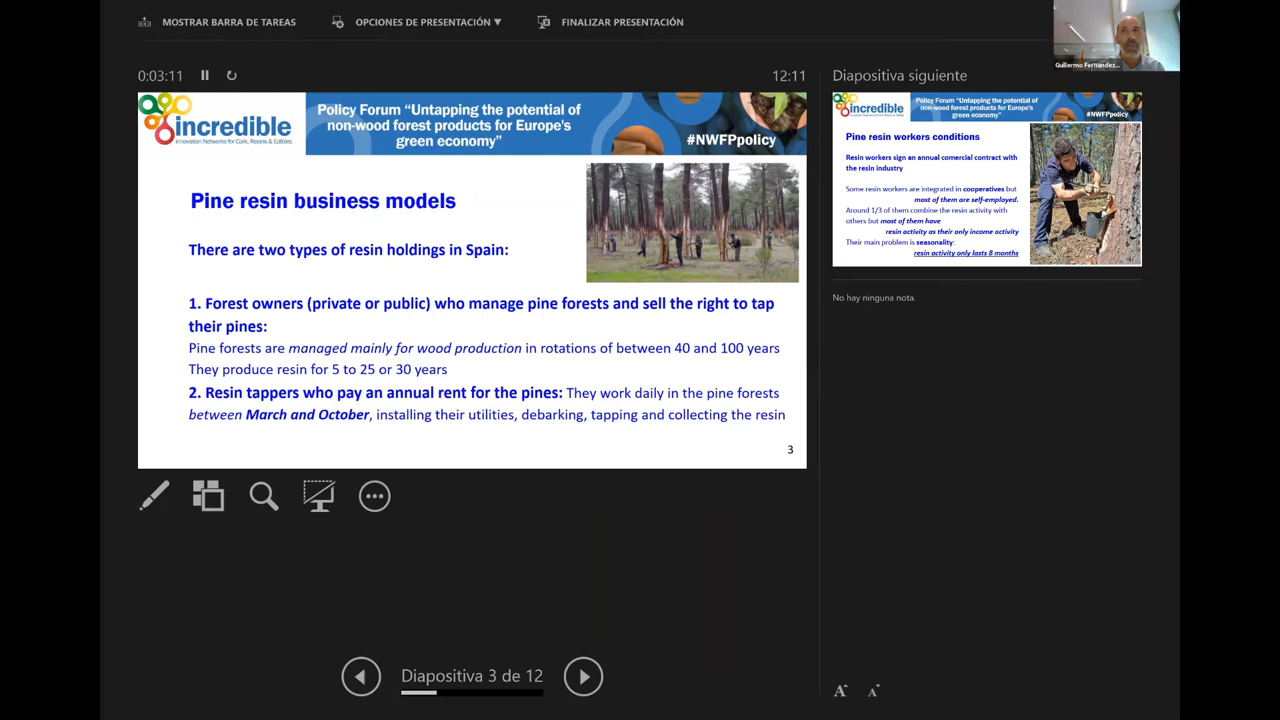 MOSTRAR BARRA DE TAREAS
OPCIONES DE PRESENTACIÓN ▼
FINALIZAR PRESENTACIÓN
Guillermo Fernández...
0:03:11
12:11
Diapositiva siguiente
incredible
Innovation Networks for Cork, Resins & Edibles
Policy Forum “Untapping the potential of
non-wood forest products for Europe's
green economy”
#NWFPpolicy
Pine resin business models
There are two types of resin holdings in Spain:
1. Forest owners (private or public) who manage pine forests and sell the right to tap
their pines:
Pine forests are managed mainly for wood production in rotations of between 40 and 100 years
They produce resin for 5 to 25 or 30 years
2. Resin tappers who pay an annual rent for the pines: They work daily in the pine forests
between March and October, installing their utilities, debarking, tapping and collecting the resin
3
incredible
Policy Forum “Untapping the potential of
non-wood forest products for Europe's
green economy”
#NWFPpolicy
Pine resin workers conditions
Resin workers sign an annual comercial contract with
the resin industry
Some resin workers are integrated in cooperatives but
most of them are self-employed.
Around 1/3 of them combine the resin activity with
others but most of them have
resin activity as their only income activity
Their main problem is seasonality:
resin activity only lasts 8 months
No hay ninguna nota.
Diapositiva 3 de 12
A A